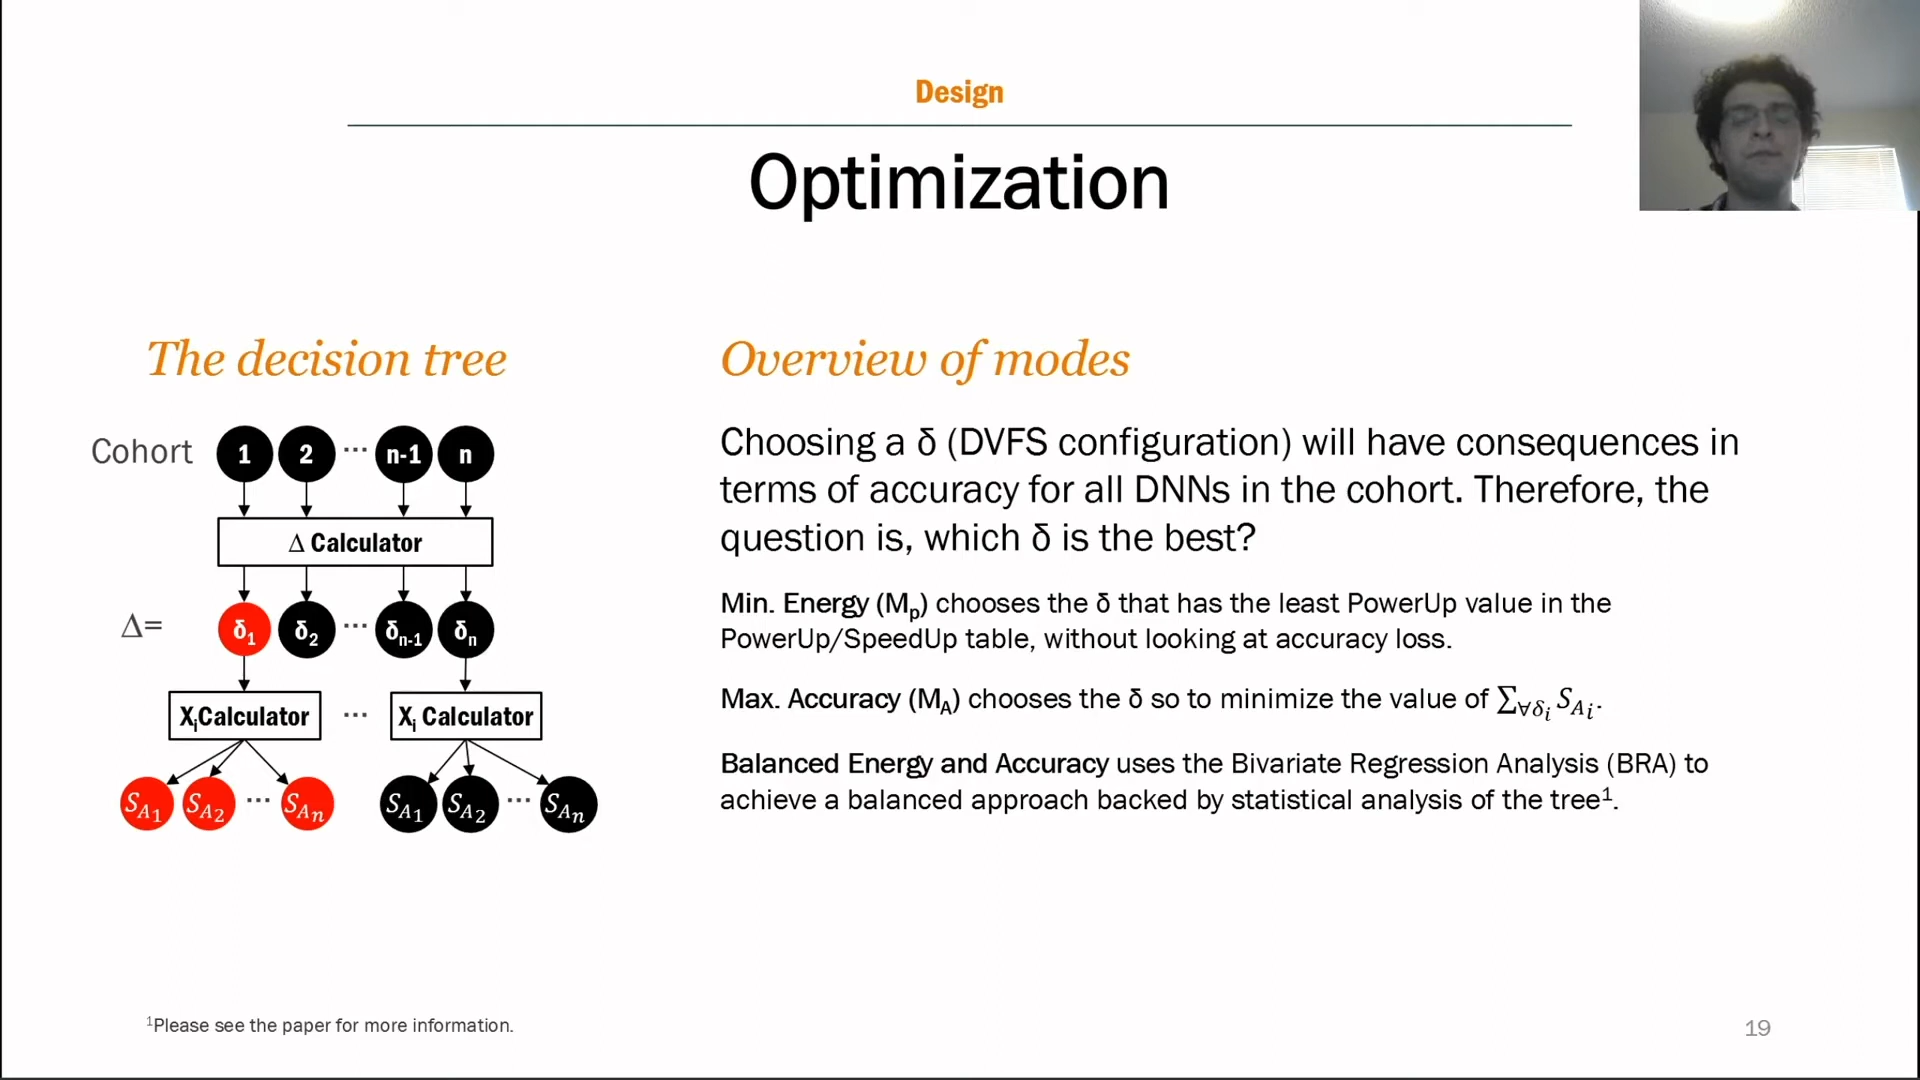 Design
Optimization
The decision tree
Cohort 1 2 ... n-1 n
Δ Calculator
Δ= δ1 δ2 ... δn-1 δn
XiCalculator ... Xi Calculator
SA1 SA2 ... SAn SA1 SA2 ... SAn
Overview of modes
Choosing a δ (DVFS configuration) will have consequences in
terms of accuracy for all DNNs in the cohort. Therefore, the
question is, which δ is the best?
Min. Energy (Mp) chooses the δ that has the least PowerUp value in the
PowerUp/SpeedUp table, without looking at accuracy loss.
Max. Accuracy (MA) chooses the δ so to minimize the value of ∑∀δi SAi.
Balanced Energy and Accuracy uses the Bivariate Regression Analysis (BRA) to
achieve a balanced approach backed by statistical analysis of the tree¹.
¹Please see the paper for more information.
19